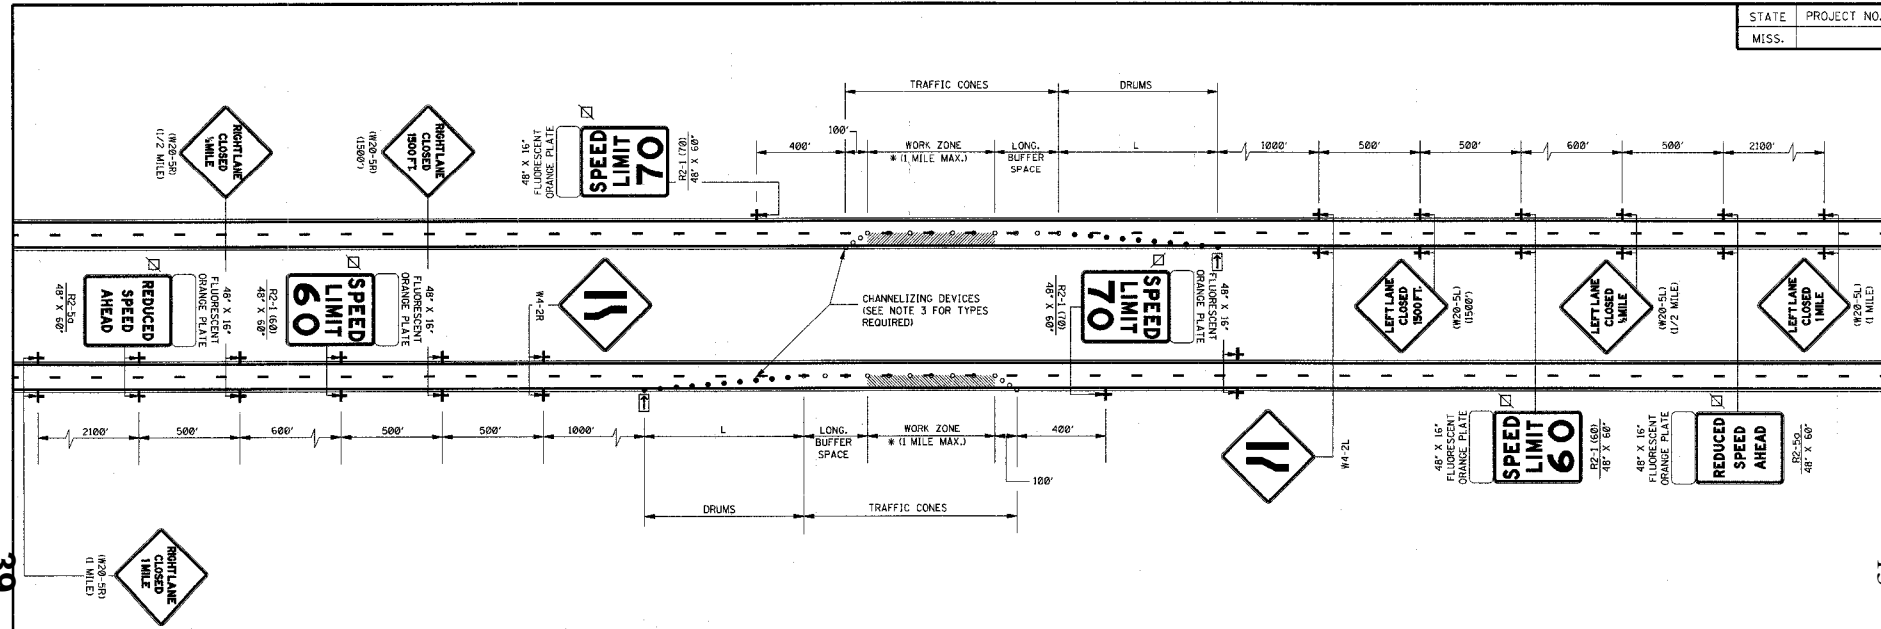 STATE PROJECT NO.
MISS.
TRAFFIC CONES
DRUMS
400'
100'
WORK ZONE
* (1 MILE MAX.)
LONG.
BUFFER
SPACE
L
1000'
500'
500'
600'
500'
2100'
RIGHT LANE
CLOSED
½ MILE
(W20-5R)
(1/2 MILE)
RIGHT LANE
CLOSED
1500 FT.
(W20-5R)
(1500')
48" X 16"
FLUORESCENT
ORANGE PLATE
SPEED
LIMIT
70
R2-1 (70)
48" X 60"
REDUCED
SPEED
AHEAD
R2-5a
48" X 60"
48" X 16"
FLUORESCENT
ORANGE PLATE
SPEED
LIMIT
60
R2-1 (60)
48" X 60"
48" X 16"
FLUORESCENT
ORANGE PLATE
W4-2R
CHANNELIZING DEVICES
(SEE NOTE 3 FOR TYPES
REQUIRED)
SPEED
LIMIT
70
R2-1 (70)
48" X 60"
48" X 16"
FLUORESCENT
ORANGE PLATE
LEFT LANE
CLOSED
1500 FT.
(W20-5L)
(1500')
LEFT LANE
CLOSED
½ MILE
(W20-5L)
(1/2 MILE)
LEFT LANE
CLOSED
1 MILE
(W20-5L)
(1 MILE)
2100'
500'
600'
500'
500'
1000'
L
LONG.
BUFFER
SPACE
WORK ZONE
* (1 MILE MAX.)
400'
100'
DRUMS
TRAFFIC CONES
W4-2L
48" X 16"
FLUORESCENT
ORANGE PLATE
SPEED
LIMIT
60
R2-1 (60)
48" X 60"
48" X 16"
FLUORESCENT
ORANGE PLATE
REDUCED
SPEED
AHEAD
R2-5a
48" X 60"
RIGHT LANE
CLOSED
1 MILE
(W20-5R)
(1 MILE)